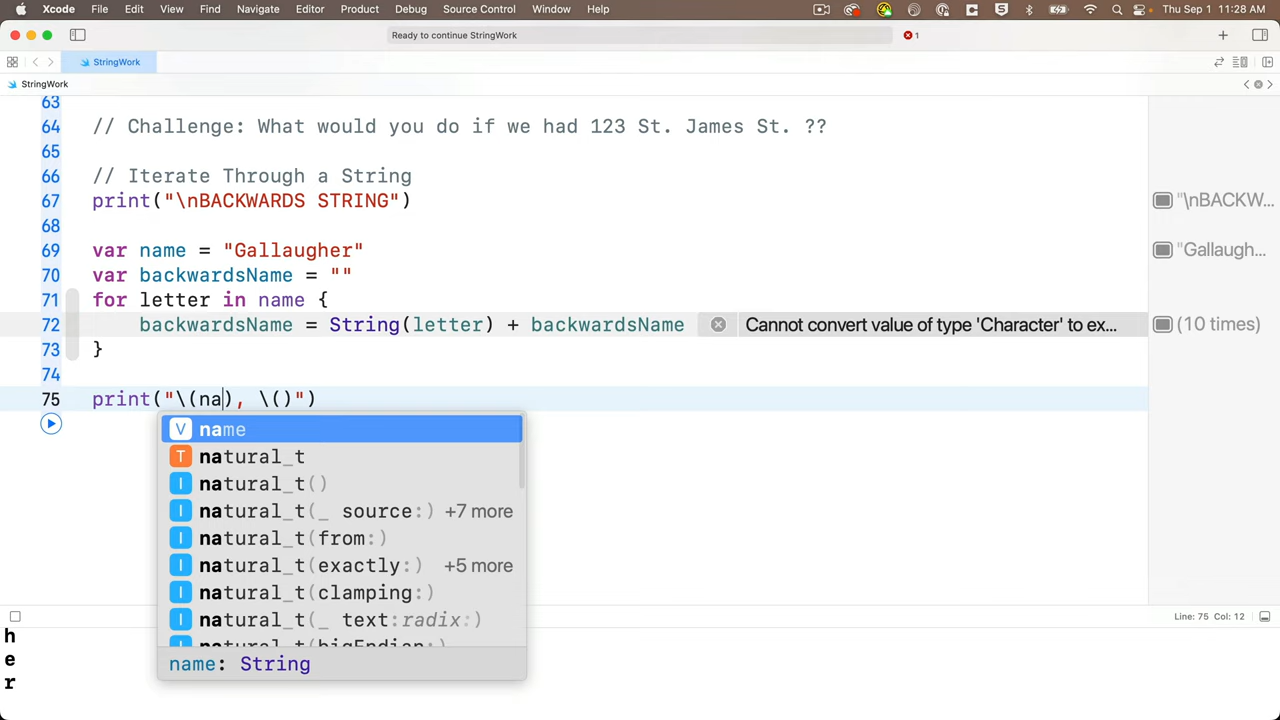 Xcode File Edit View Find Navigate Editor Product Debug Source Control Window Help Thu Sep 1 11:28 AM
Ready to continue StringWork 1
StringWork
StringWork
63
64 // Challenge: What would you do if we had 123 St. James St. ??
65
66 // Iterate Through a String
67 print("\nBACKWARDS STRING") "\nBACKW...
68
69 var name = "Gallaugher" "Gallaugh...
70 var backwardsName = ""
71 for letter in name {
72 backwardsName = String(letter) + backwardsName Cannot convert value of type 'Character' to ex... (10 times)
73 }
74
75 print("\(na), \()")
V name
T natural_t
I natural_t()
I natural_t(_ source:) +7 more
I natural_t(from:)
I natural_t(exactly:) +5 more
I natural_t(clamping:)
I natural_t(_ text:radix:)
I natural_t(bigEndian:)
name: String
Line: 75 Col: 12
h
e
r